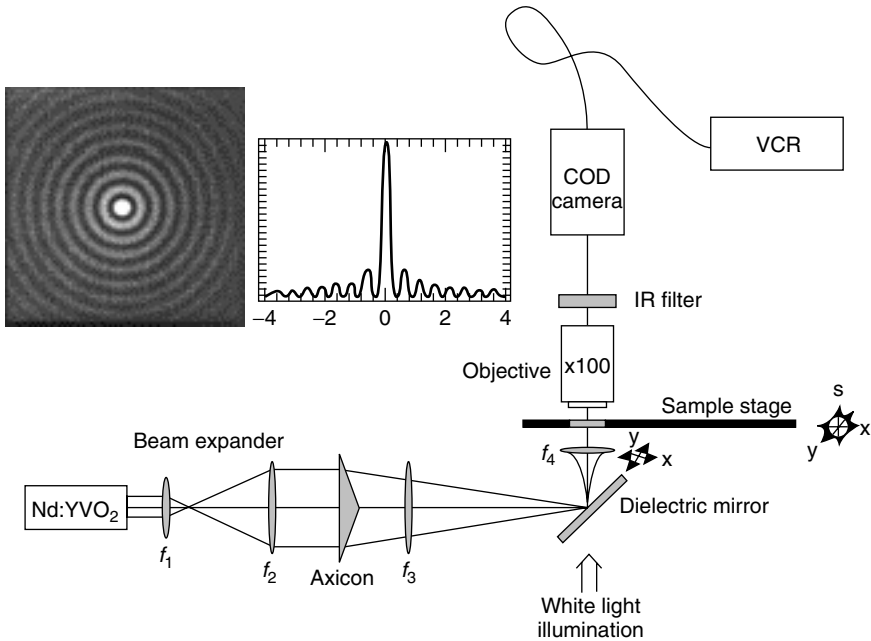 VCR
COD
camera
−4
−2
0
2
4
IR filter
Objective
x100
Sample stage
s
y
x
Beam expander
f4
y
x
Nd:YVO2
Dielectric mirror
f1
f2
Axicon
f3
White light
illumination